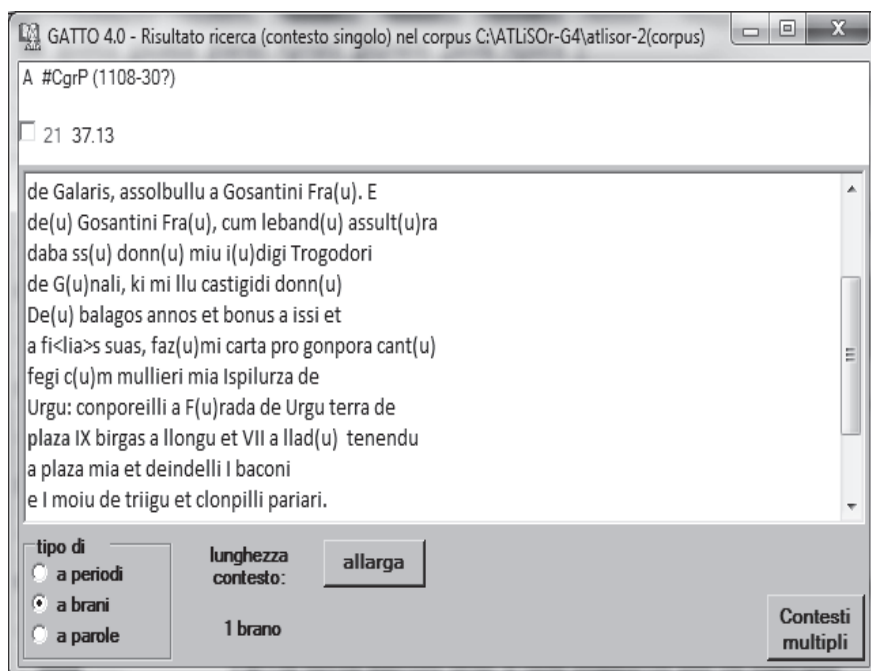 GATTO 4.0 - Risultato ricerca (contesto singolo) nel corpus C:\ATLiSOr-G4\atlisor-2(corpus)
A #CgrP (1108-30?)
21 37.13
de Galaris, assolbullu a Gosantini Fra(u). E
de(u) Gosantini Fra(u), cum leband(u) assult(u)ra
daba ss(u) donn(u) miu i(u)digi Trogodori
de G(u)nali, ki mi llu castigidi donn(u)
De(u) balagos annos et bonus a issi et
a fi<lia>s suas, faz(u)mi carta pro gonpora cant(u)
fegi c(u)m mullieri mia Ispilurza de
Urgu: conporeilli a F(u)rada de Urgu terra de
plaza IX birgas a llongu et VII a llad(u) tenendu
a plaza mia et deindelli I baconi
e I moiu de triigu et clonpilli pariari.
tipo di
a periodi
a brani
a parole
lunghezza
contesto:
1 brano
allarga
Contesti
multipli